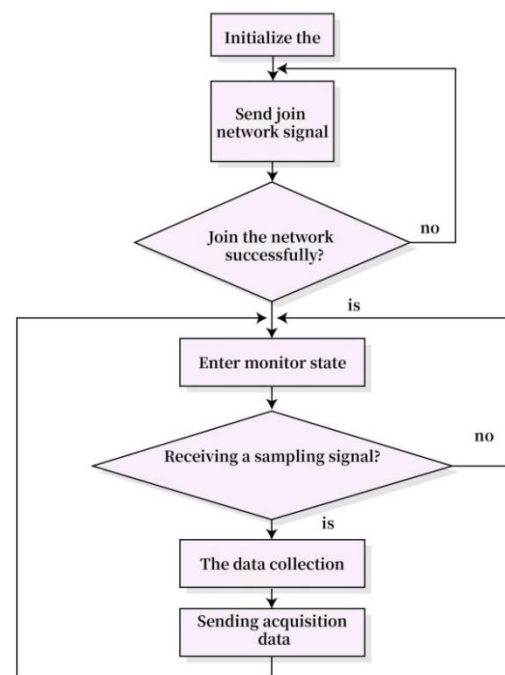 Initialize the
Send join
network signal
no
Join the network
successfully?
is
Enter monitor state
no
Receiving a sampling signal?
is
The data collection
Sending acquisition
data